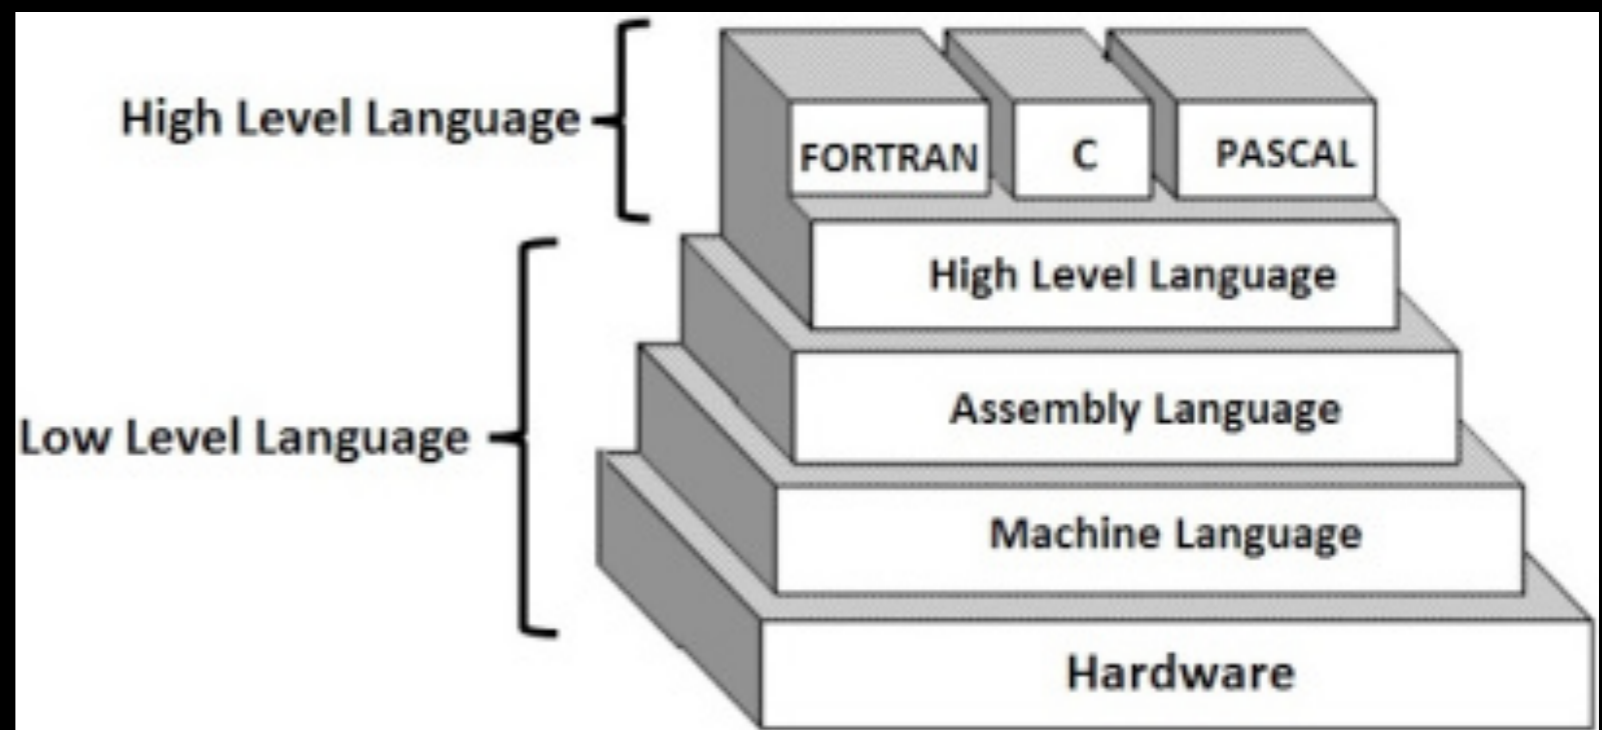 High Level Language
FORTRAN
C
PASCAL
High Level Language
Assembly Language
Low Level Language
Machine Language
Hardware